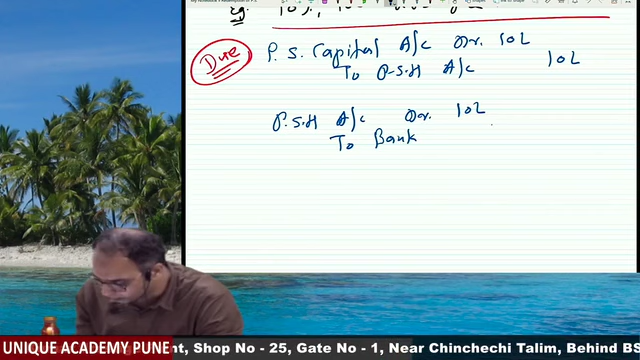 Eg.
Due P. S. Capital A/c Dr. 10L
To P.S.H A/c 10L
P.S.H A/c Dr. 10L
To Bank
UNIQUE ACADEMY PUNE nt, Shop No - 25, Gate No - 1, Near Chinchechi Talim, Behind BS